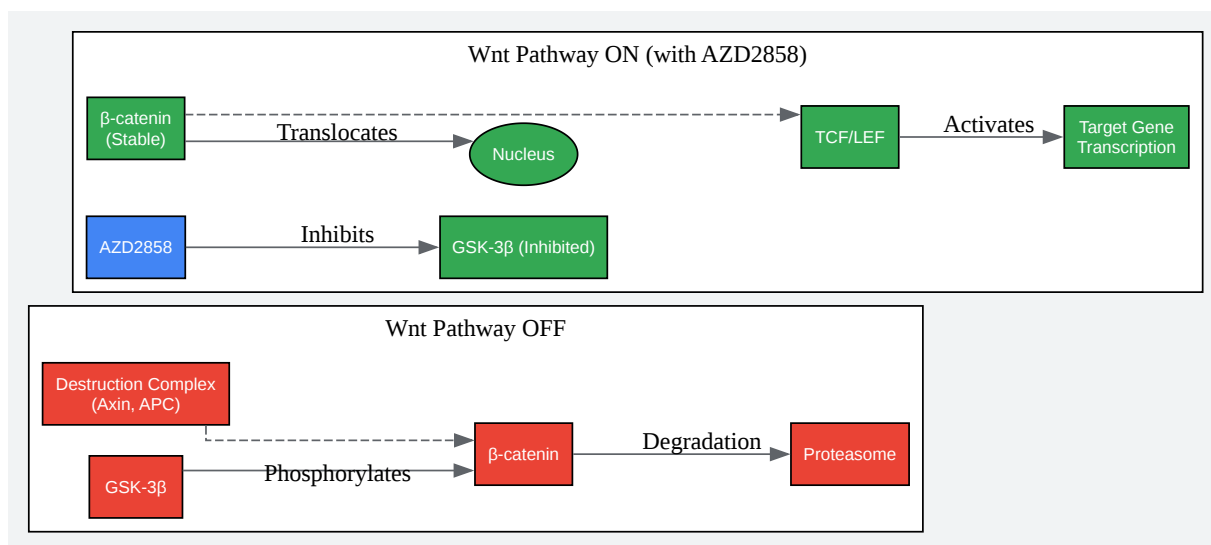 Wnt Pathway ON (with AZD2858)
β-catenin
(Stable)
Translocates
Nucleus
TCF/LEF
Activates
Target Gene
Transcription
AZD2858
Inhibits
GSK-3β (Inhibited)
Wnt Pathway OFF
Destruction Complex
(Axin, APC)
GSK-3β
Phosphorylates
β-catenin
Degradation
Proteasome